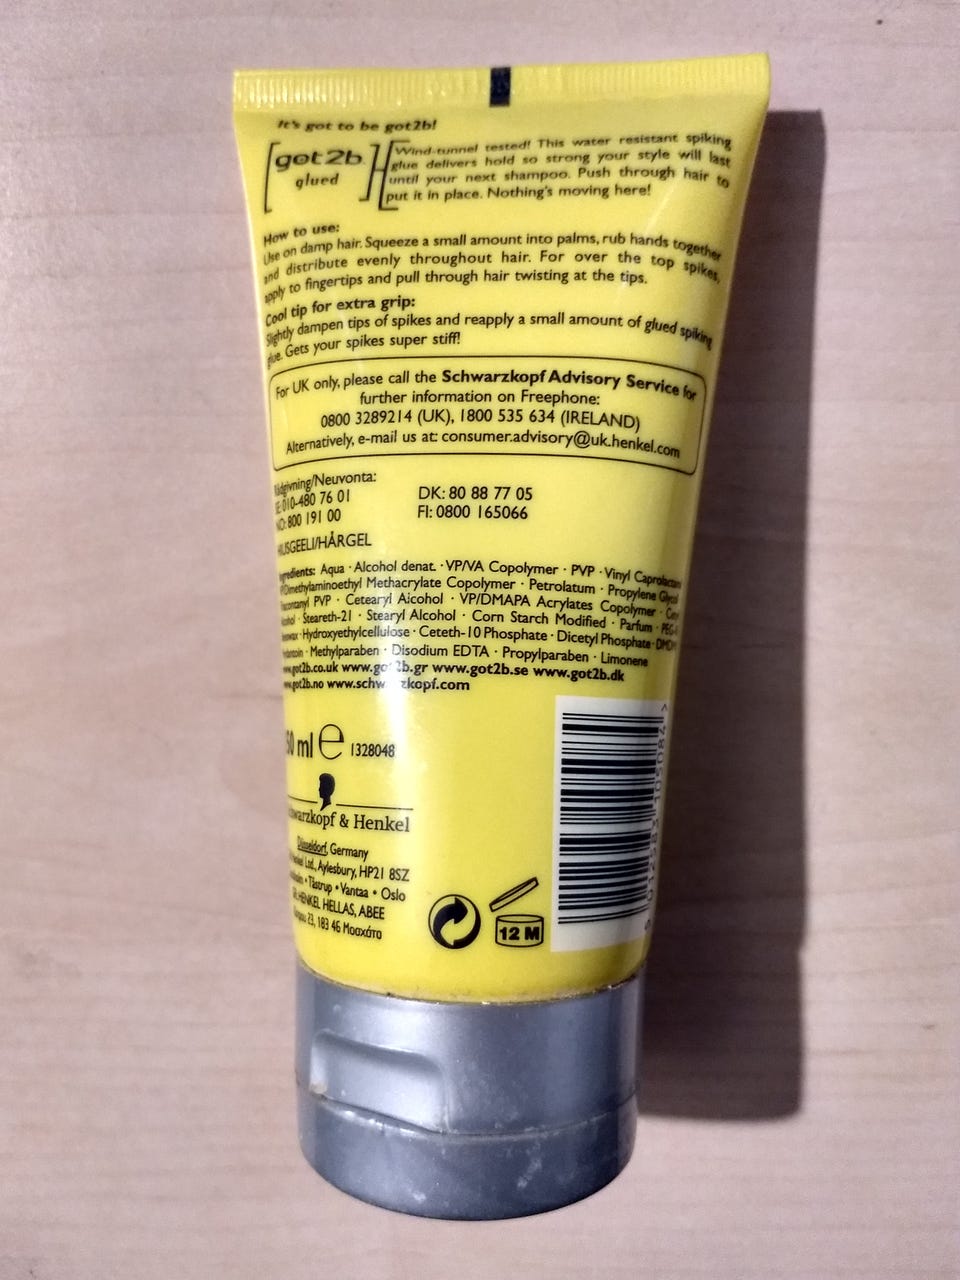 It's got to be got2b!
got2b
glued
Wind-tunnel tested! This water resistant spiking
glue delivers hold so strong your style will last
until your next shampoo. Push through hair to
put it in place. Nothing's moving here!
How to use:
Use on damp hair. Squeeze a small amount into palms, rub hands together
and distribute evenly throughout hair. For over the top spikes,
apply to fingertips and pull through hair twisting at the tips.
Cool tip for extra grip:
Slightly dampen tips of spikes and reapply a small amount of glued spiking
glue. Gets your spikes super stiff!
For UK only, please call the Schwarzkopf Advisory Service for
further information on Freephone:
0800 3289214 (UK), 1800 535 634 (IRELAND)
Alternatively, e-mail us at: consumer.advisory@uk.henkel.com
Rådgivning/Neuvonta:
SE: 010-480 76 01
NO: 800 191 00
DK: 80 88 77 05
FI: 0800 165066
HIUSGEELI/HÅRGEL
Ingredients: Aqua · Alcohol denat. · VP/VA Copolymer · PVP · Vinyl
Methacrylate Copolymer · Petrolatum · Propylene Glycol
PVP · Cetearyl Alcohol · VP/DMAPA Acrylates Copolymer ·
Alcohol · Steareth-21 · Stearyl Alcohol · Corn Starch Modified · Parfum ·
· Hydroxyethylcellulose · Ceteth-10 Phosphate · Dicetyl Phosphate · DMDM
· Methylparaben · Disodium EDTA · Propylparaben · Limonene
www.got2b.co.uk www.got2b.gr www.got2b.se www.got2b.dk
www.got2b.no www.schwarzkopf.com
ml e 1328048
Schwarzkopf & Henkel
Düsseldorf, Germany
Henkel Ltd, Aylesbury, HP21 8SZ
· Tåstrup · Vantaa · Oslo
HENKEL HELLAS, ABEE
23, 183 46 Μοσχάτο
12 M